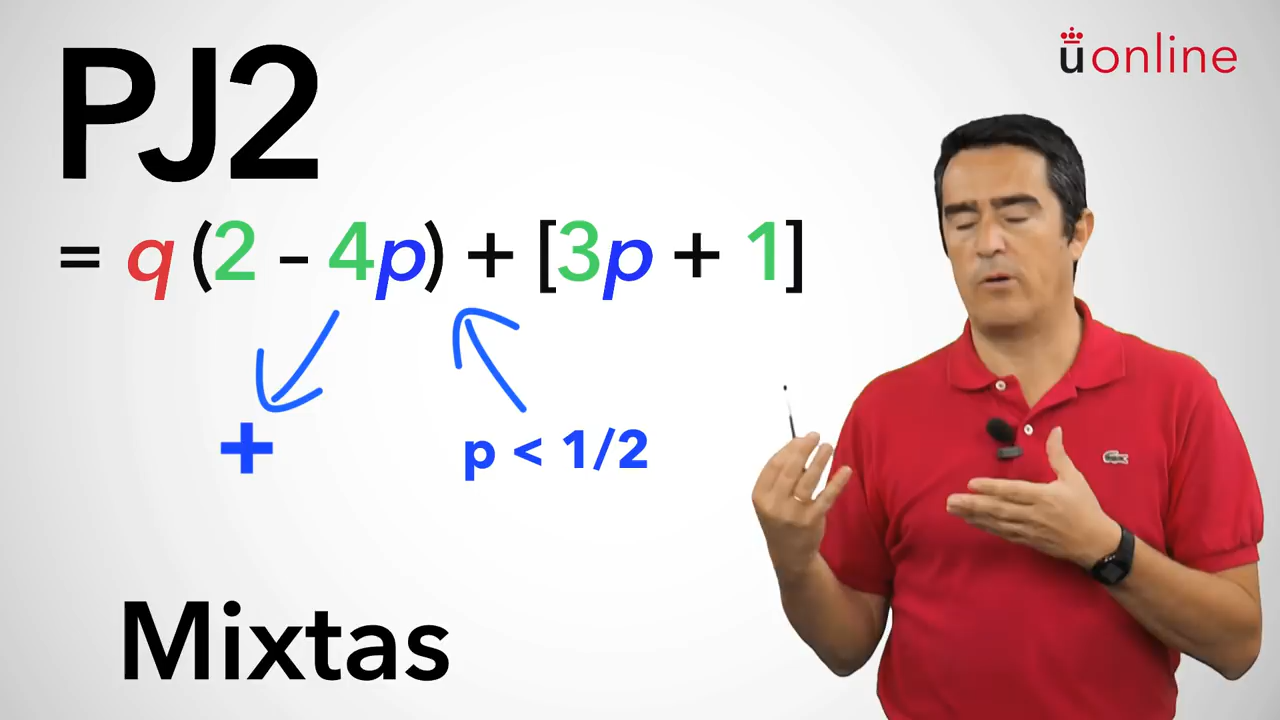 PJ2
üonline
= q (2 – 4p) + [3p + 1]
+
p < 1/2
Mixtas